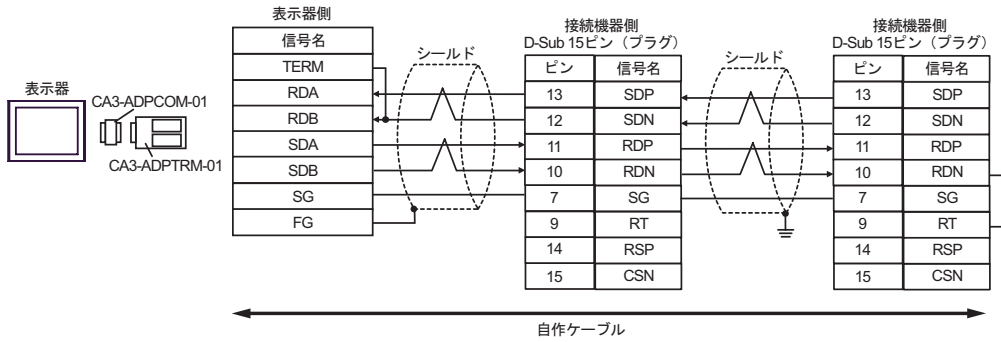 表示器
CA3-ADPCOM-01
CA3-ADPTRM-01
表示器側
信号名
TERM
RDA
RDB
SDA
SDB
SG
FG
シールド
接続機器側
D-Sub 15ピン（プラグ）
ピン 信号名
13 SDP
12 SDN
11 RDP
10 RDN
7 SG
9 RT
14 RSP
15 CSN
シールド
接続機器側
D-Sub 15ピン（プラグ）
ピン 信号名
13 SDP
12 SDN
11 RDP
10 RDN
7 SG
9 RT
14 RSP
15 CSN
自作ケーブル